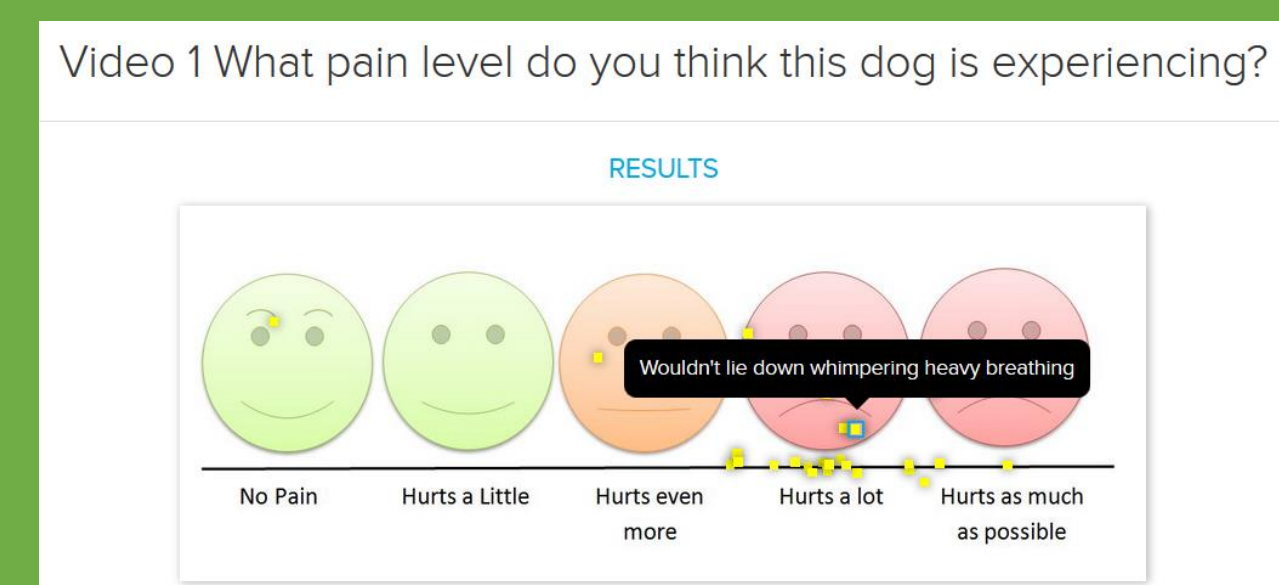 Video 1 What pain level do you think this dog is experiencing?
RESULTS
Wouldn't lie down whimpering heavy breathing
No Pain
Hurts a Little
Hurts even
more
Hurts a lot
Hurts as much
as possible